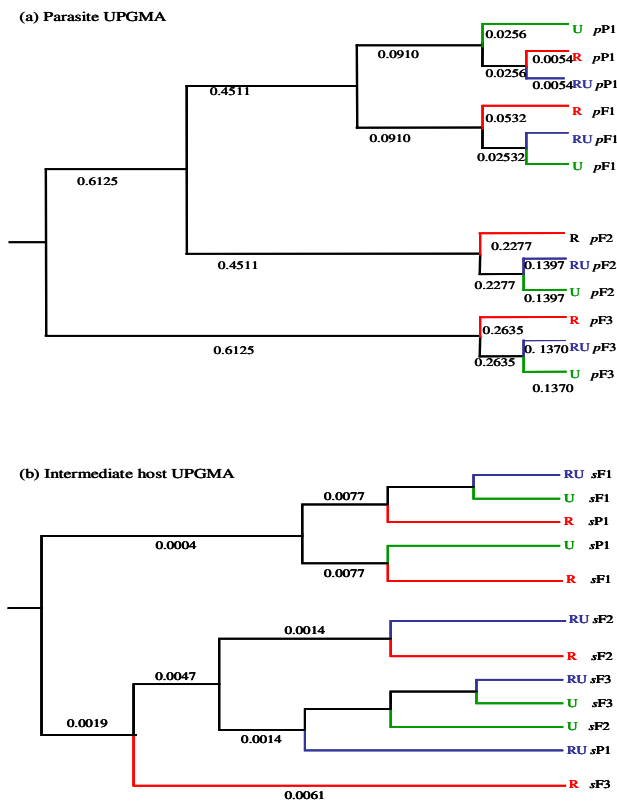 (a) Parasite UPGMA
U pP1
0.0256
0.0910
0.0054 R pP1
0.0256
0.0054 RU pP1
0.4511
R pF1
0.0532
0.0910
RU pF1
0.02532
U pF1
0.6125
R pF2
0.2277
0.4511
0.1397 RU pF2
0.2277
U pF2
0.1397
R pF3
0.2635
0.6125
0. 1370 RU pF3
0.2635
U pF3
0.1370
(b) Intermediate host UPGMA
RU sF1
0.0077
U sF1
R sP1
0.0004
U sP1
0.0077
R sF1
RU sF2
0.0014
R sF2
0.0047
RU sF3
U sF3
0.0019
U sF2
0.0014
RU sP1
R sF3
0.0061